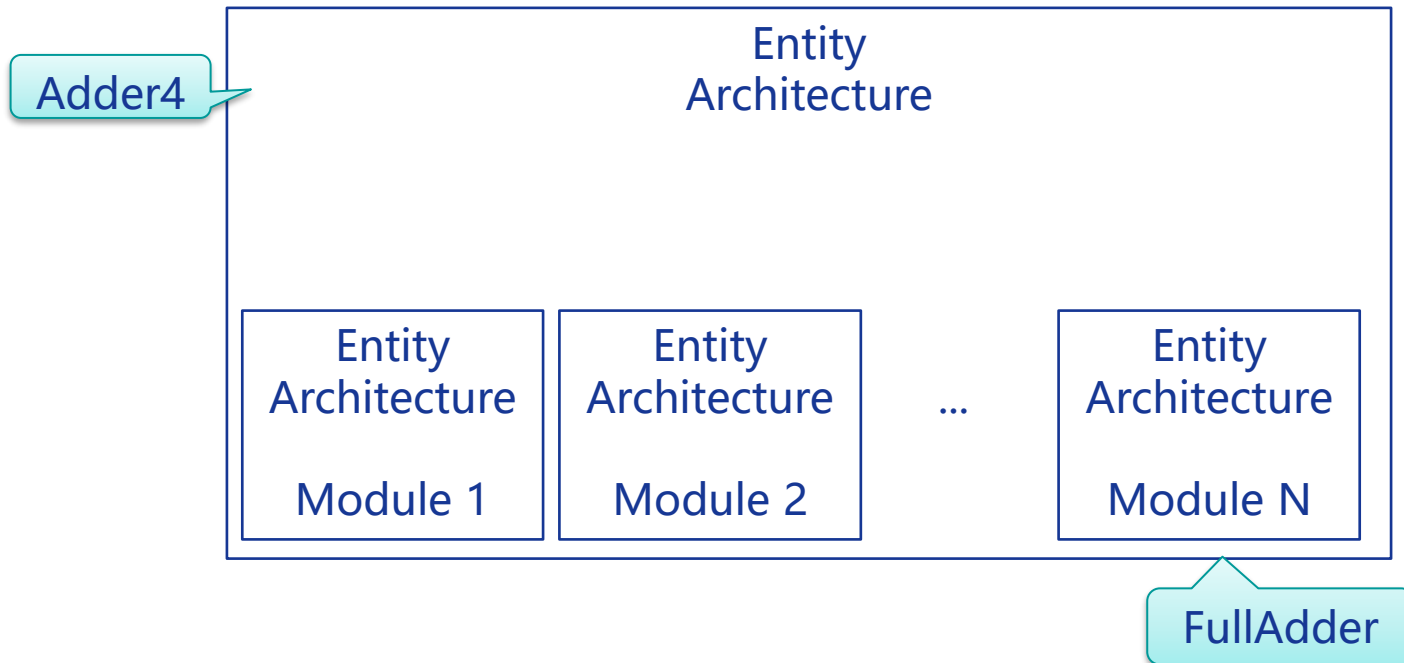 Entity
Architecture
Adder4
Entity
Architecture
Module 1
Entity
Architecture
Module 2
...
Entity
Architecture
Module N
FullAdder